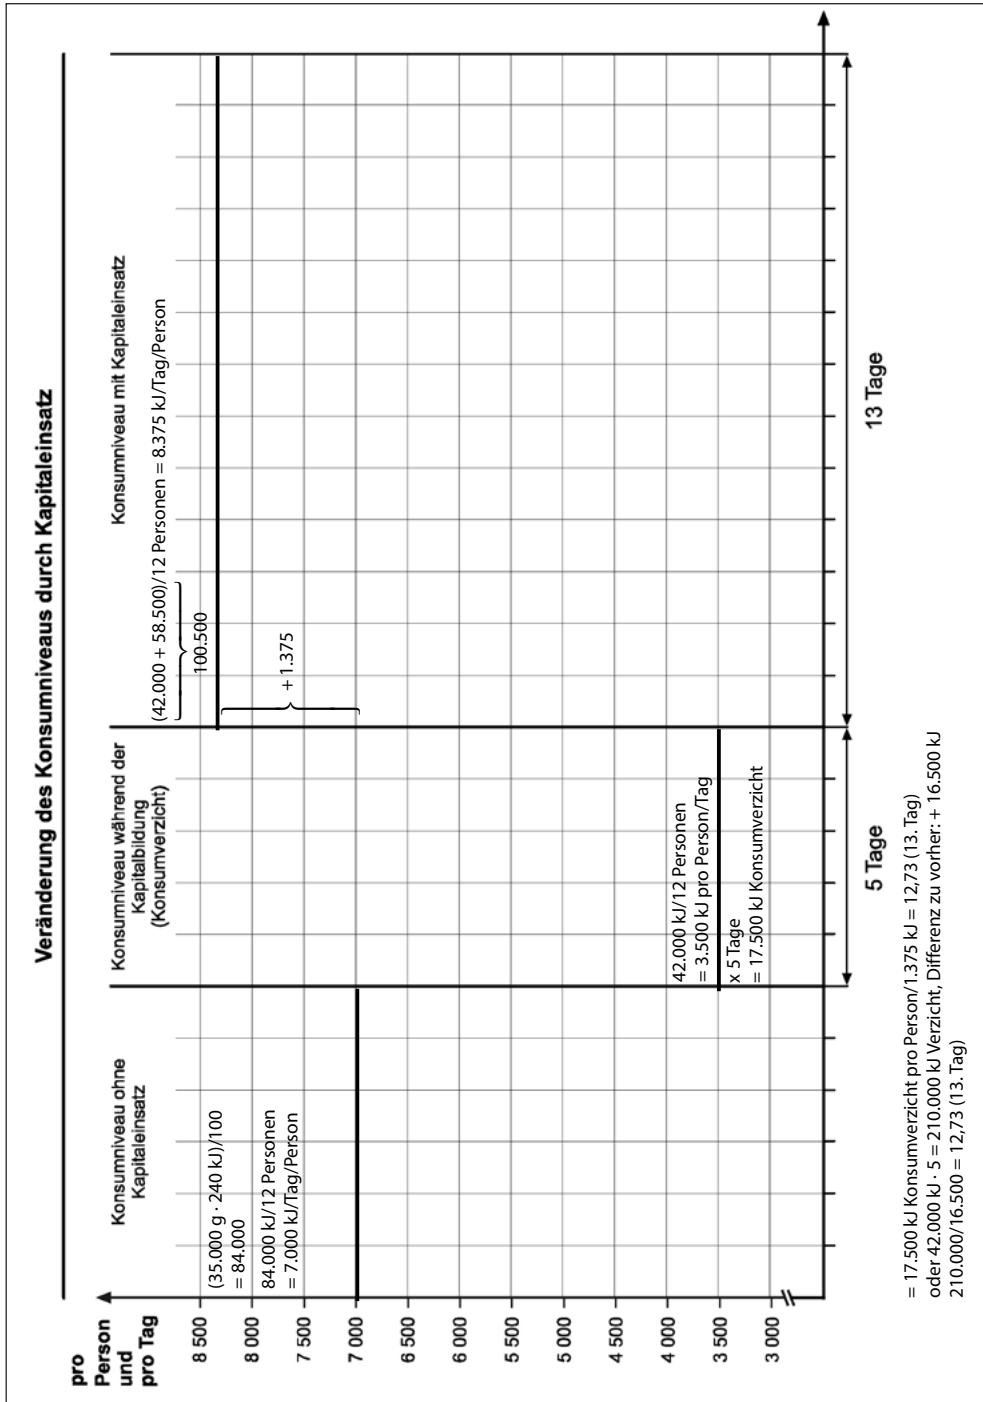 Veränderung des Konsumniveaus durch Kapitaleinsatz
pro
Person
und
pro Tag
Konsumniveau ohne
Kapitaleinsatz
Konsumniveau während der
Kapitalbildung
(Konsumverzicht)
Konsumniveau mit Kapitaleinsatz
8 500
8 000
7 500
7 000
6 500
6 000
5 500
5 000
4 500
4 000
3 500
3 000
(35.000 g · 240 kJ)/100
= 84.000
84.000 kJ/12 Personen
= 7.000 kJ/Tag/Person
42.000 kJ/12 Personen
= 3.500 kJ pro Person/Tag
x 5 Tage
= 17.500 kJ Konsumverzicht
(42.000 + 58.500)/12 Personen = 8.375 kJ/Tag/Person
100.500
+ 1.375
5 Tage
13 Tage
= 17.500 kJ Konsumverzicht pro Person/1.375 kJ = 12,73 (13. Tag)
oder 42.000 kJ · 5 = 210.000 kJ Verzicht, Differenz zu vorher: + 16.500 kJ
210.000/16.500 = 12,73 (13. Tag)